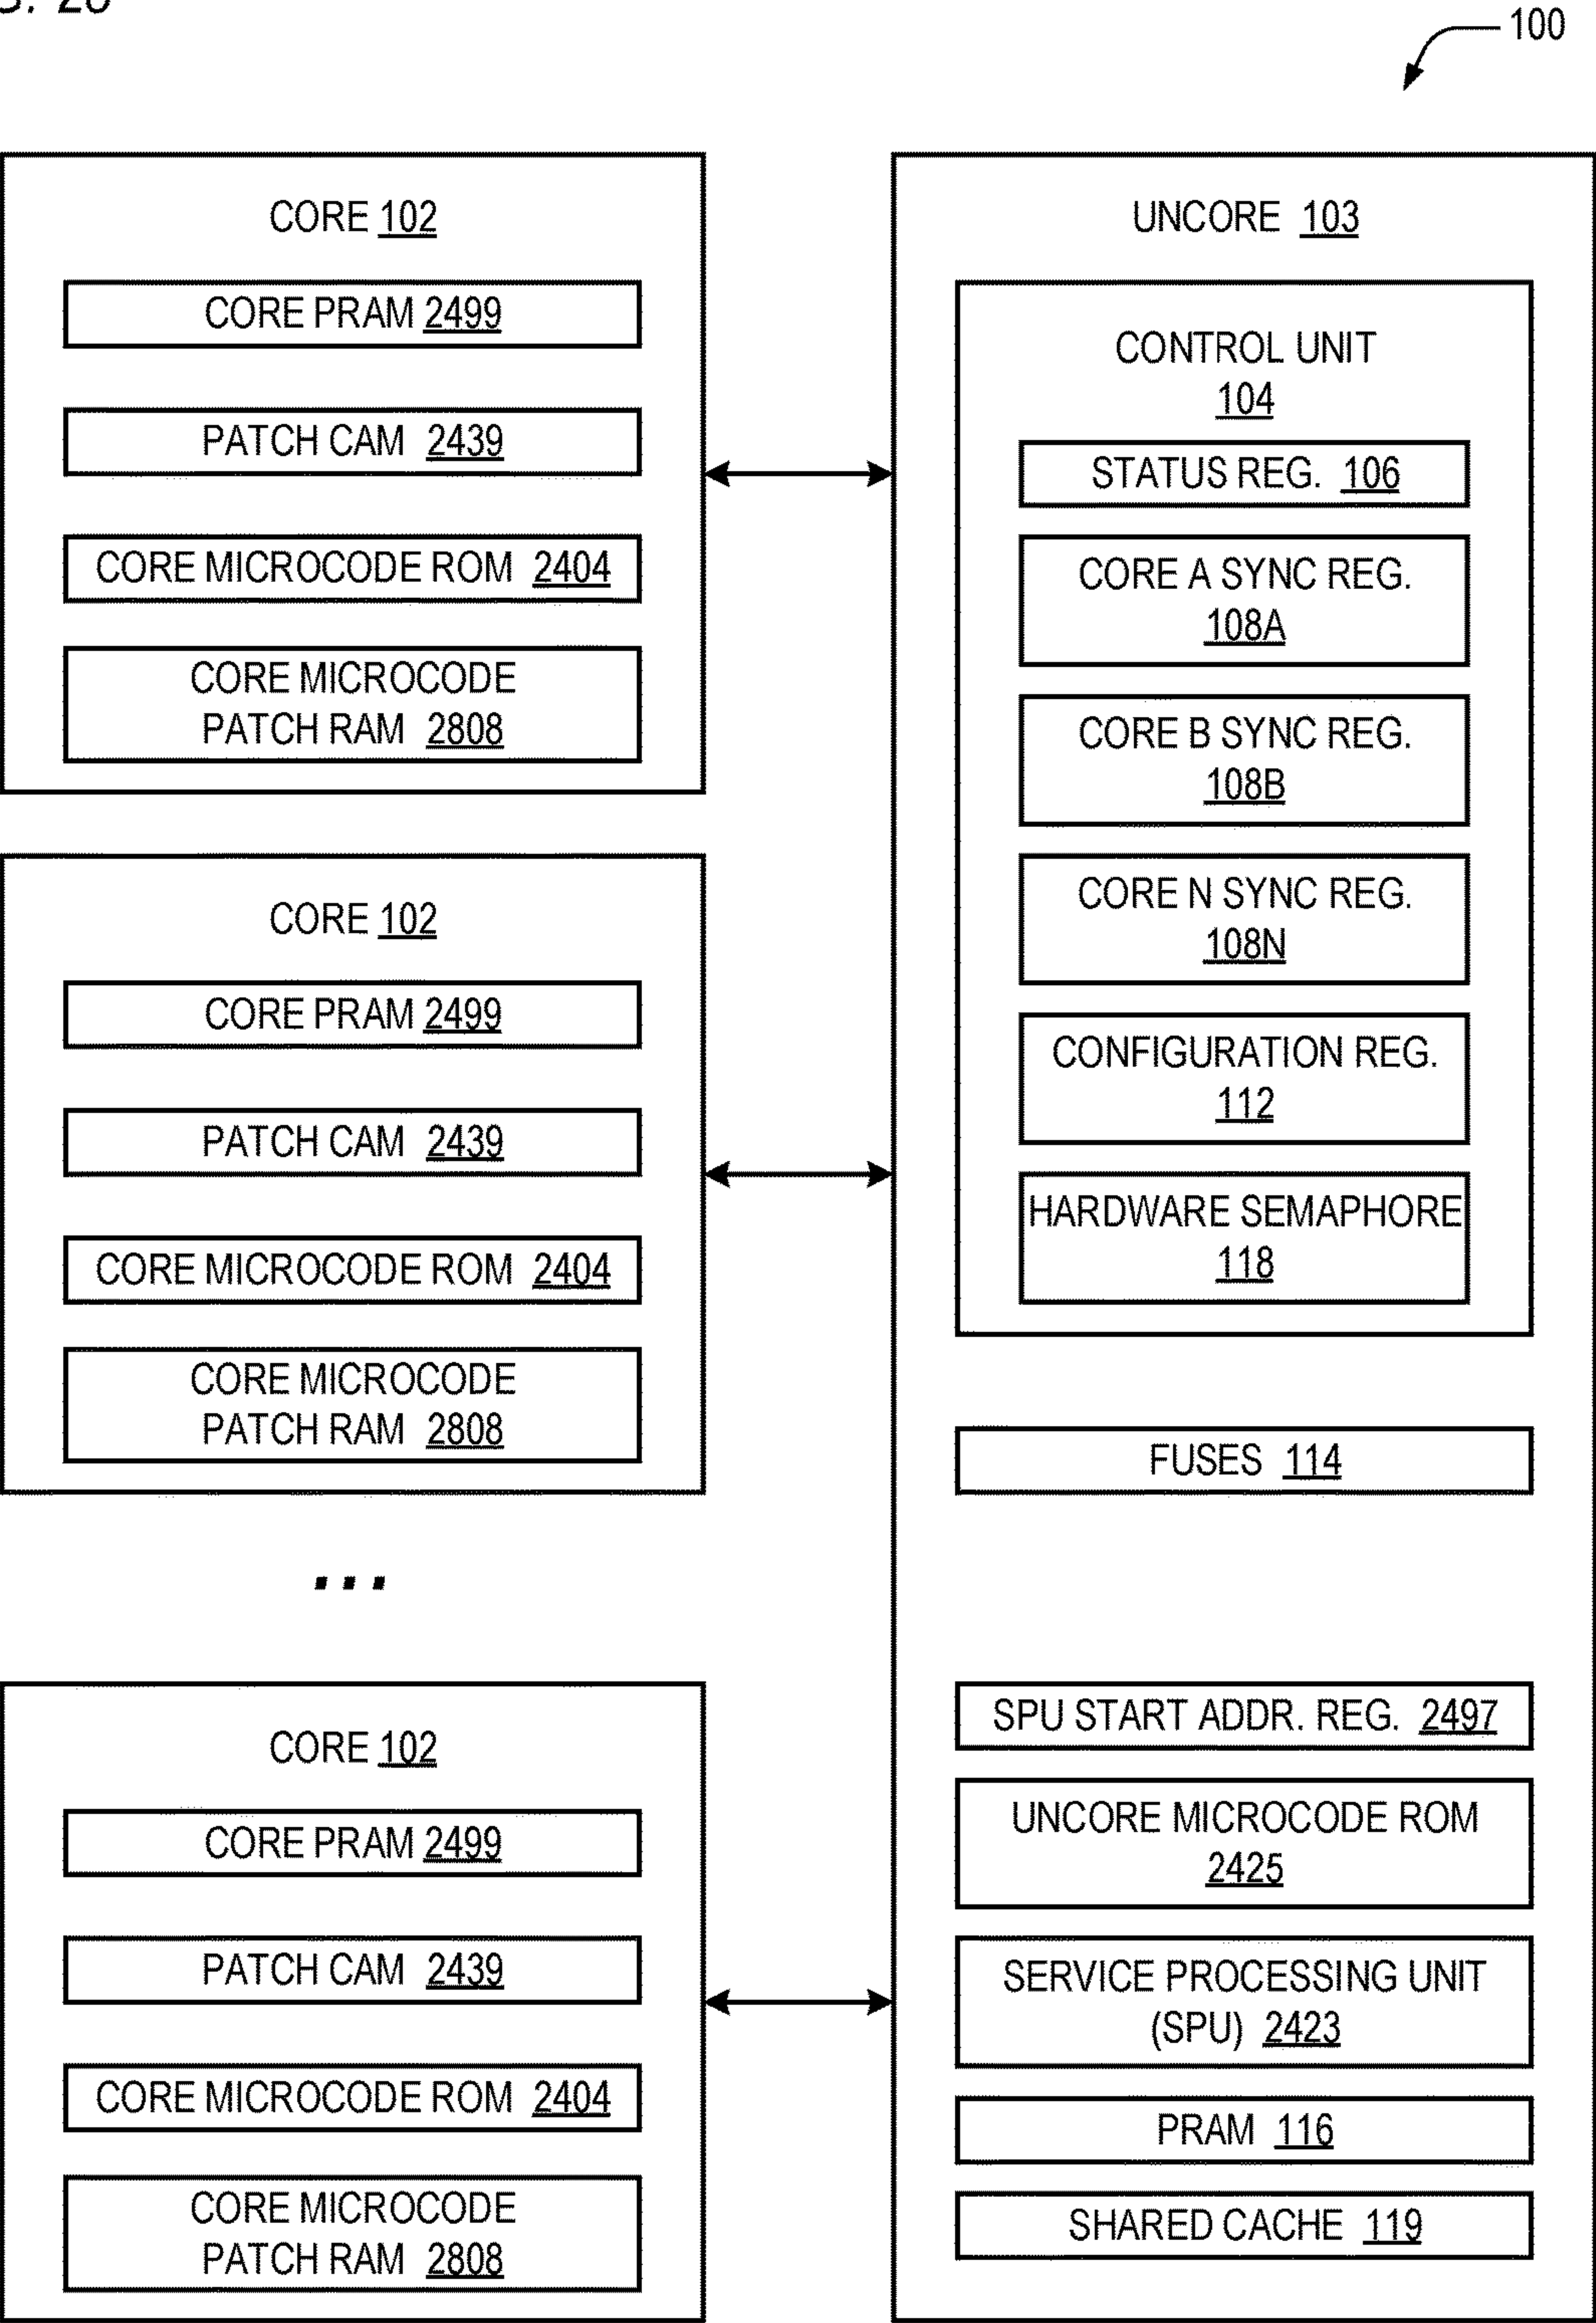 28
100
CORE 102
CORE PRAM 2499
PATCH CAM 2439
CORE MICROCODE ROM 2404
CORE MICROCODE
PATCH RAM 2808
CORE 102
CORE PRAM 2499
PATCH CAM 2439
CORE MICROCODE ROM 2404
CORE MICROCODE
PATCH RAM 2808
...
CORE 102
CORE PRAM 2499
PATCH CAM 2439
CORE MICROCODE ROM 2404
CORE MICROCODE
PATCH RAM 2808
UNCORE 103
CONTROL UNIT
104
STATUS REG. 106
CORE A SYNC REG.
108A
CORE B SYNC REG.
108B
CORE N SYNC REG.
108N
CONFIGURATION REG.
112
HARDWARE SEMAPHORE
118
FUSES 114
SPU START ADDR. REG. 2497
UNCORE MICROCODE ROM
2425
SERVICE PROCESSING UNIT
(SPU) 2423
PRAM 116
SHARED CACHE 119